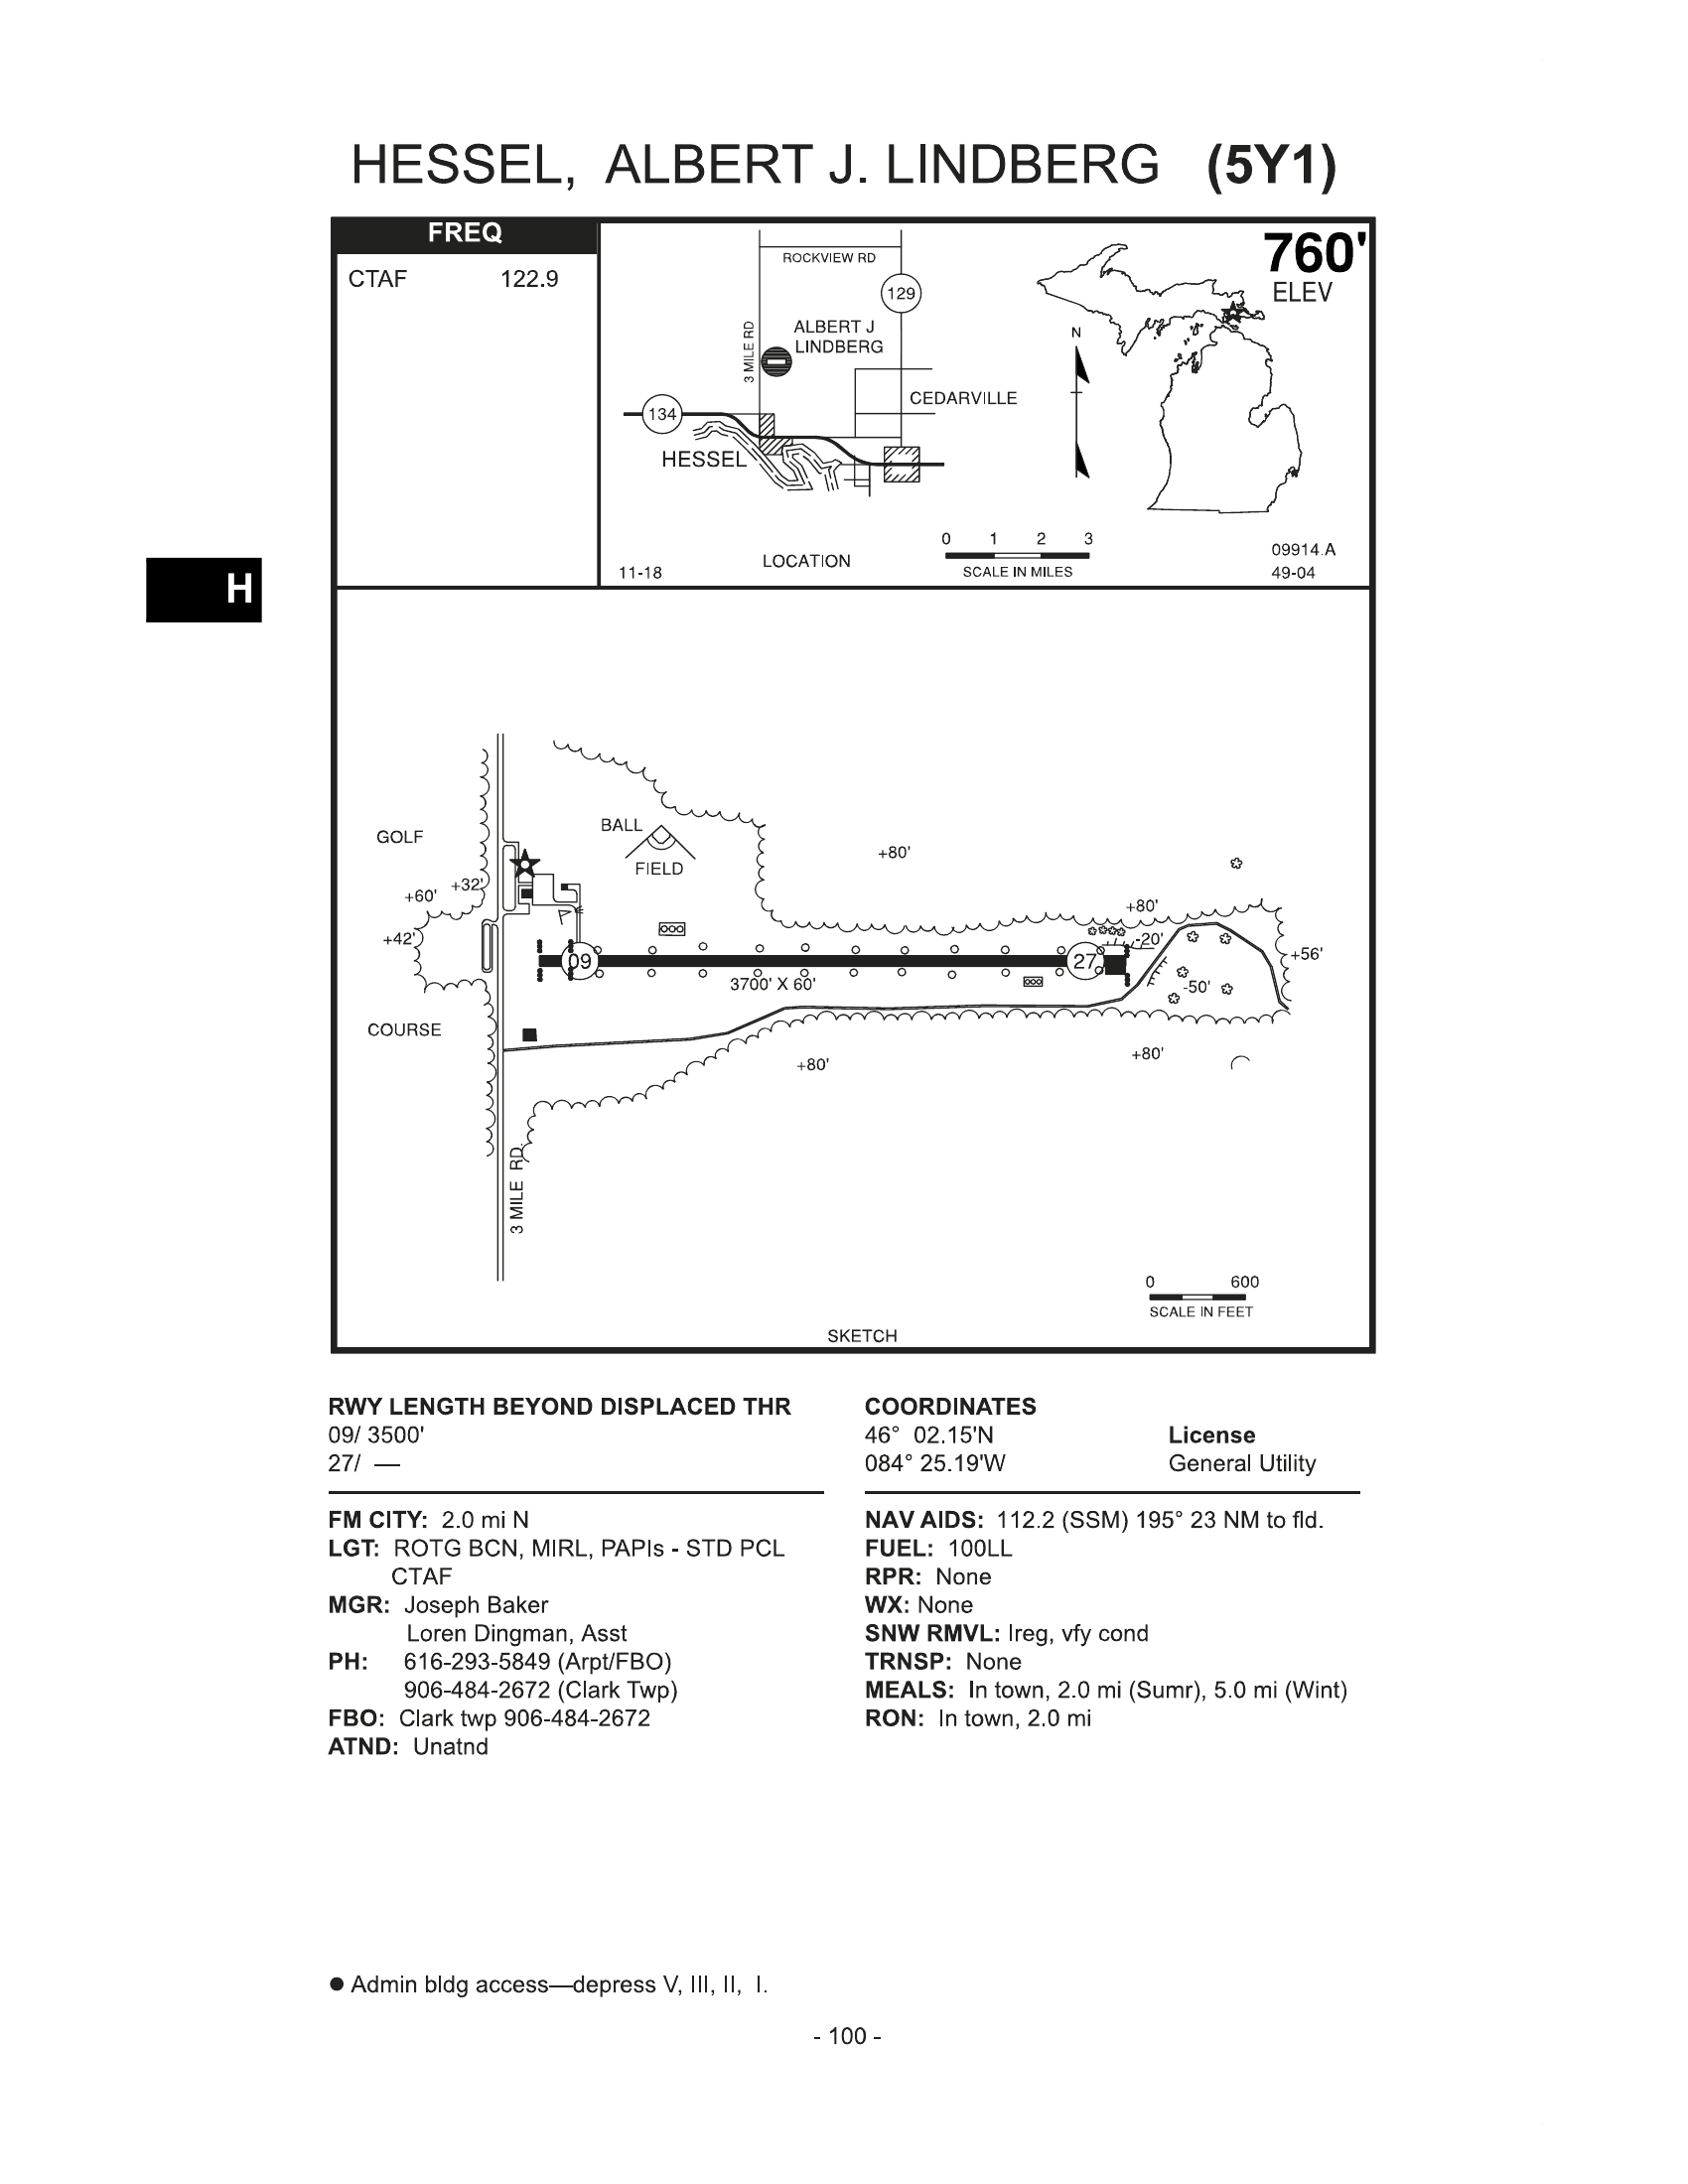 HESSEL, ALBERT J. LINDBERG (5Y1)
FREQ
CTAF 122.9
ROCKVIEW RD
129
3 MILE RD
ALBERT J
LINDBERG
134
CEDARVILLE
HESSEL
N
760'
ELEV
0 1 2 3
SCALE IN MILES
LOCATION
11-18
09914.A
49-04
H
GOLF
BALL
FIELD
+80'
+32'
+60'
+80'
+42'
-20'
+56'
09
27
3700' X 60'
-50'
COURSE
+80'
+80'
3 MILE RD.
0 600
SCALE IN FEET
SKETCH
RWY LENGTH BEYOND DISPLACED THR
09/ 3500'
27/ —
COORDINATES
46° 02.15'N
084° 25.19'W
License
General Utility
FM CITY: 2.0 mi N
LGT: ROTG BCN, MIRL, PAPIs - STD PCL
CTAF
MGR: Joseph Baker
Loren Dingman, Asst
PH: 616-293-5849 (Arpt/FBO)
906-484-2672 (Clark Twp)
FBO: Clark twp 906-484-2672
ATND: Unatnd
NAV AIDS: 112.2 (SSM) 195° 23 NM to fld.
FUEL: 100LL
RPR: None
WX: None
SNW RMVL: Ireg, vfy cond
TRNSP: None
MEALS: In town, 2.0 mi (Sumr), 5.0 mi (Wint)
RON: In town, 2.0 mi
● Admin bldg access—depress V, III, II, I.
- 100 -